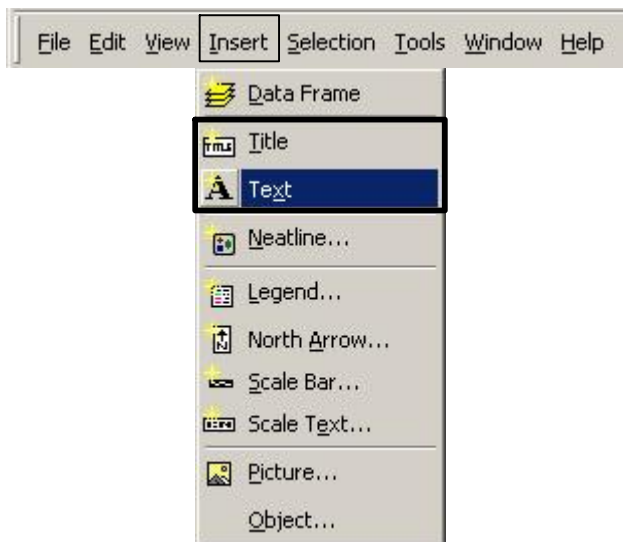 File Edit View Insert Selection Tools Window Help
Data Frame
Title
A Text
Neatline...
Legend...
N North Arrow...
Scale Bar...
Scale Text...
Picture...
Object...